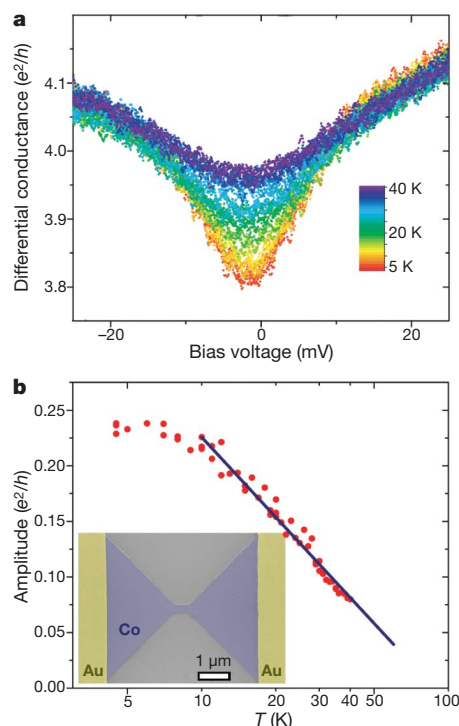 a
Differential conductance (e²/h)
4.1
4.0
3.9
3.8
40 K
20 K
5 K
−20
0
20
Bias voltage (mV)
b
Amplitude (e²/h)
0.25
0.20
0.15
0.10
0.05
0.00
Co
Au
1 μm
Au
5
10
20
30
40
60
100
T (K)